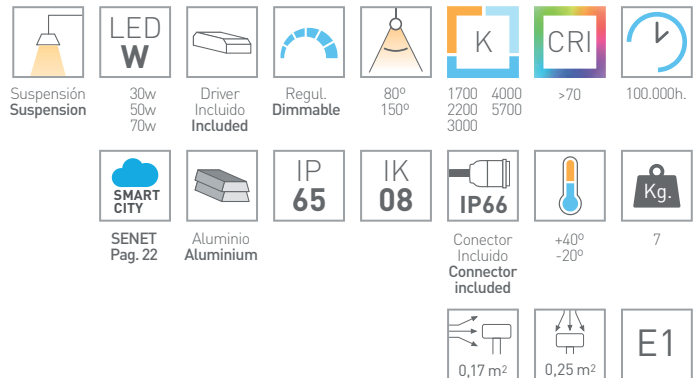 LED
W
K
CRI
Suspensión
Suspension
30w
50w
70w
Driver
Incluido
Included
Regul.
Dimmable
80º
150º
1700 4000
2200 5700
3000
>70
100.000h.
SMART
CITY
IP
65
IK
08
IP66
Kg.
SENET
Pag. 22
Aluminio
Aluminium
Conector
Incluido
Connector
included
+40º
-20º
7
0,17 m²
0,25 m²
E1